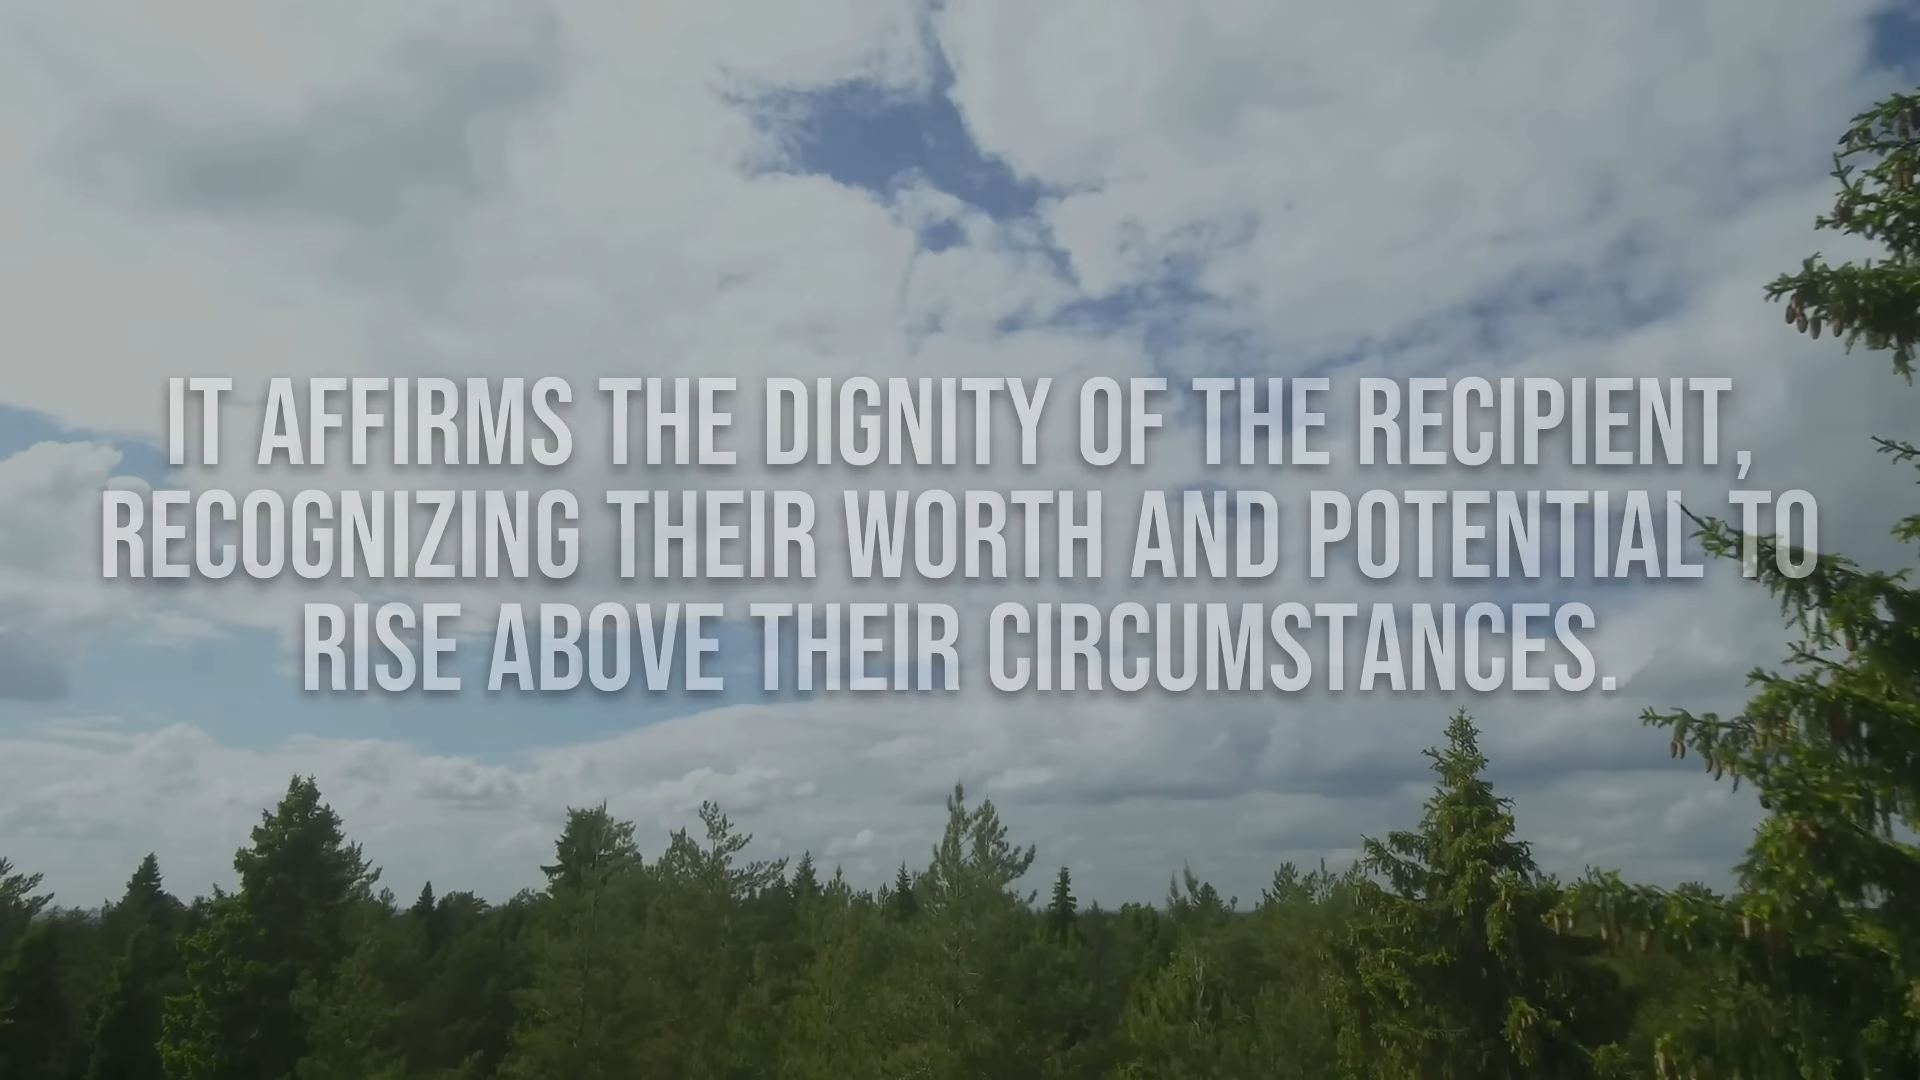 IT AFFIRMS THE DIGNITY OF THE RECIPIENT,
RECOGNIZING THEIR WORTH AND POTENTIAL TO
RISE ABOVE THEIR CIRCUMSTANCES.